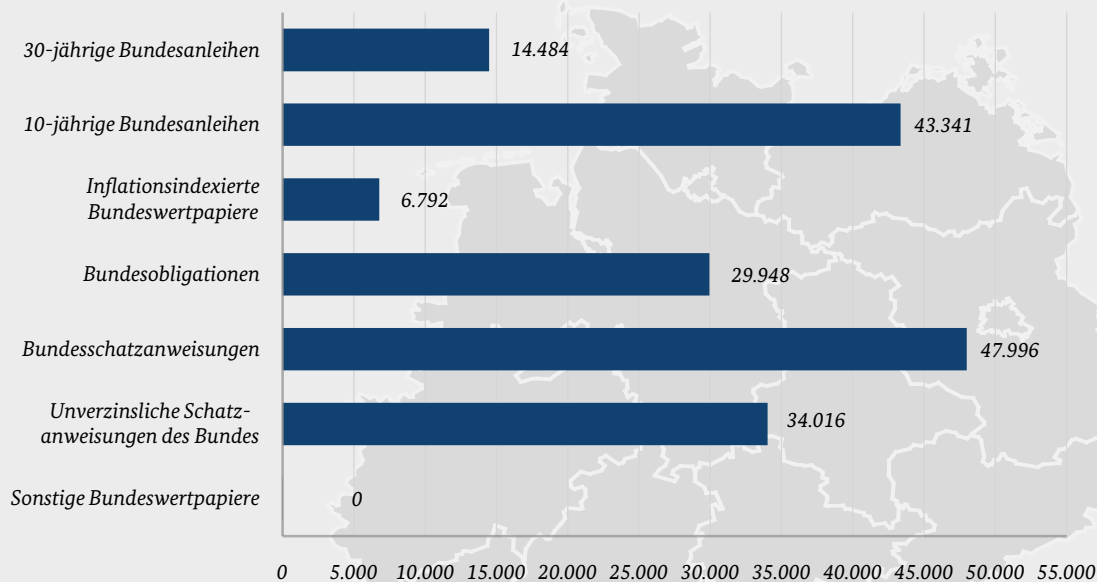 30-jährige Bundesanleihen
14.484
10-jährige Bundesanleihen
43.341
Inflationsindexierte
Bundeswertpapiere
6.792
Bundesobligationen
29.948
Bundesschatzanweisungen
47.996
Unverzinsliche Schatz-
anweisungen des Bundes
34.016
Sonstige Bundeswertpapiere
0
0 5.000 10.000 15.000 20.000 25.000 30.000 35.000 40.000 45.000 50.000 55.000